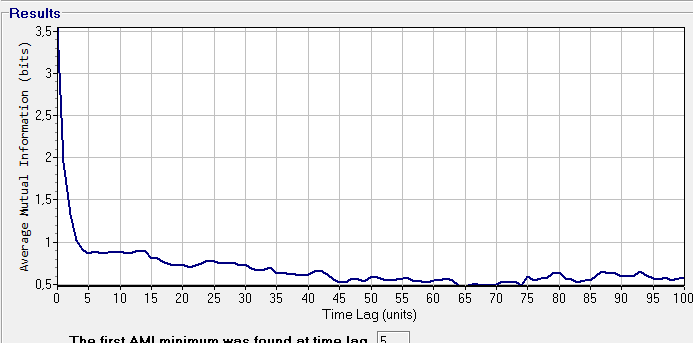 Results
3,5
3
2,5
2
1,5
1
0,5
Average Mutual Information (bits)
0 5 10 15 20 25 30 35 40 45 50 55 60 65 70 75 80 85 90 95 100
Time Lag (units)
The first AMI minimum was found at time lag 5